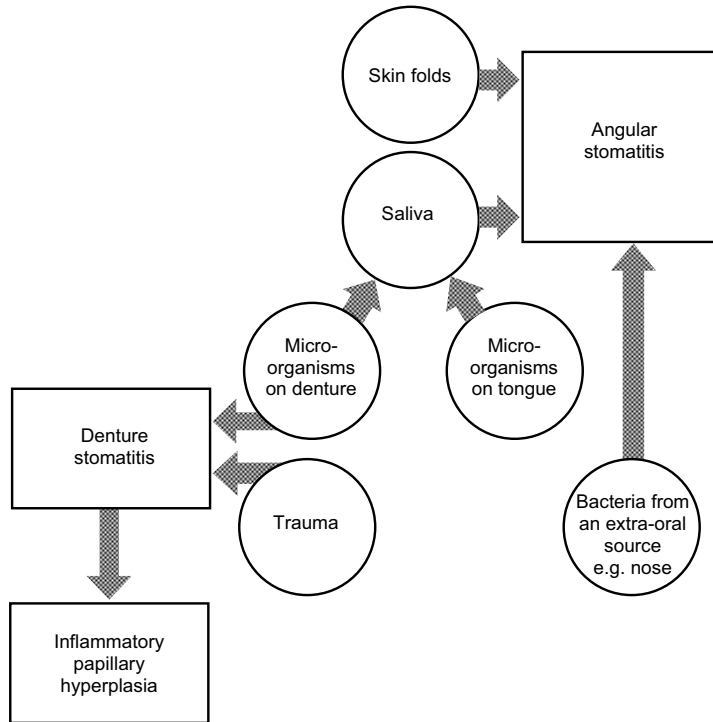 Skin folds
Angular
stomatitis
Saliva
Micro-
organisms
on denture
Micro-
organisms
on tongue
Denture
stomatitis
Trauma
Bacteria from
an extra-oral
source
e.g. nose
Inflammatory
papillary
hyperplasia